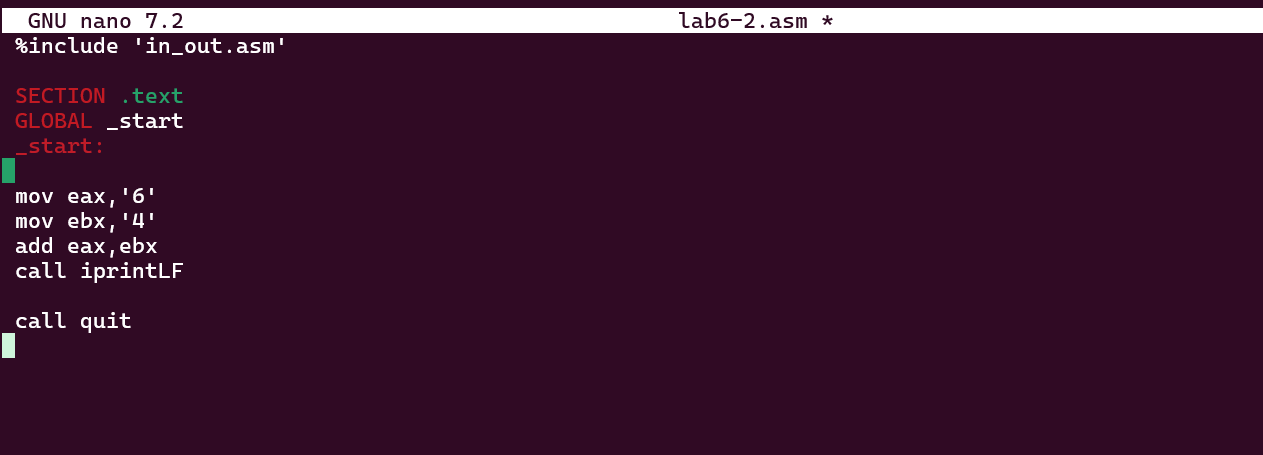 GNU nano 7.2 lab6-2.asm *
%include 'in_out.asm'
SECTION .text
GLOBAL _start
_start:
mov eax,'6'
mov ebx,'4'
add eax,ebx
call iprintLF
call quit